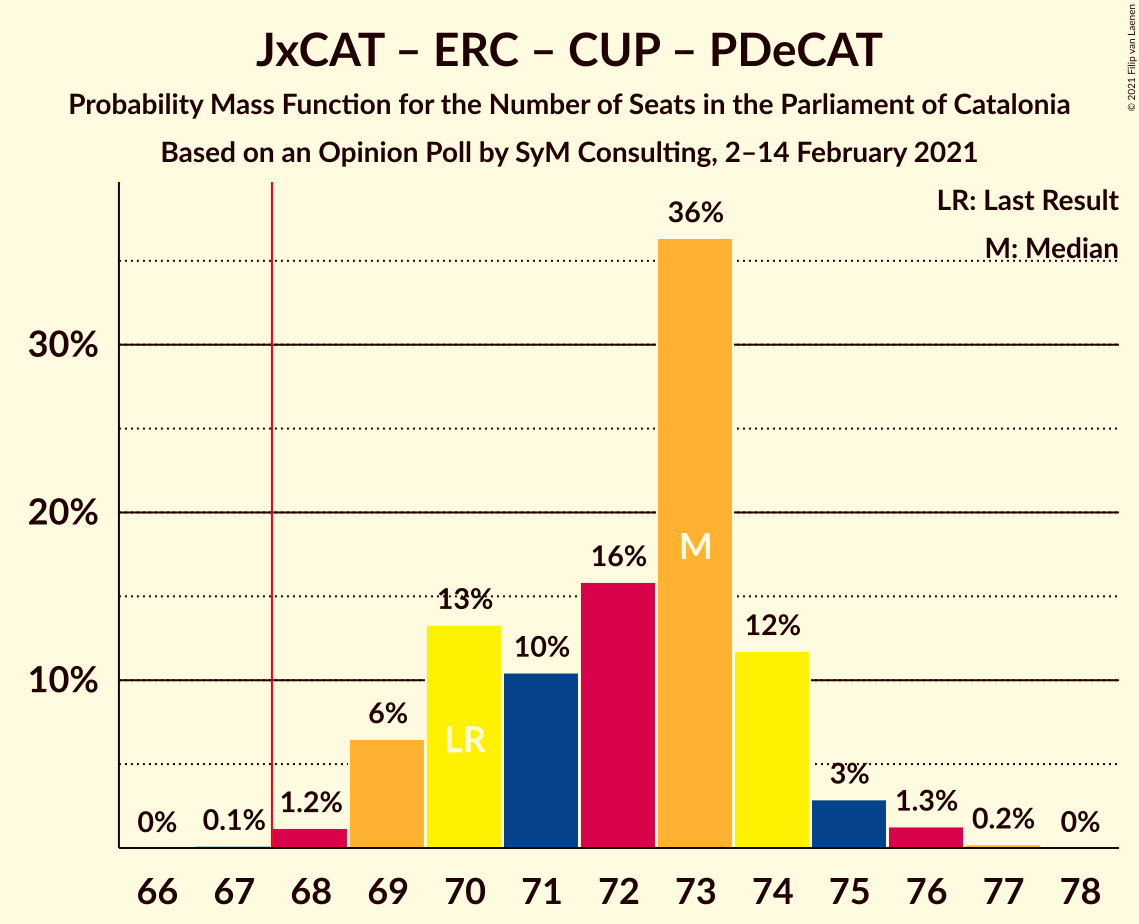 JxCAT – ERC – CUP – PDeCAT
Probability Mass Function for the Number of Seats in the Parliament of Catalonia
Based on an Opinion Poll by SyM Consulting, 2–14 February 2021
© 2021 Filip van Laenen
LR: Last Result
M: Median
30%
20%
10%
0%
0.1%
1.2%
6%
13%
10%
16%
36%
12%
3%
1.3%
0.2%
0%
LR
M
66 67 68 69 70 71 72 73 74 75 76 77 78